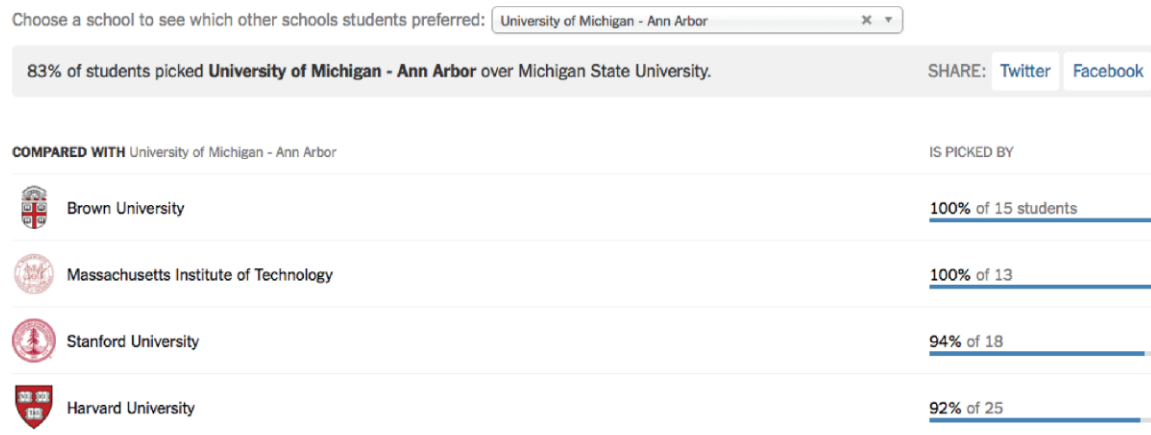 Choose a school to see which other schools students preferred: University of Michigan - Ann Arbor × ▼
83% of students picked University of Michigan - Ann Arbor over Michigan State University. SHARE: Twitter Facebook
COMPARED WITH University of Michigan - Ann Arbor IS PICKED BY
Brown University 100% of 15 students
Massachusetts Institute of Technology 100% of 13
Stanford University 94% of 18
Harvard University 92% of 25